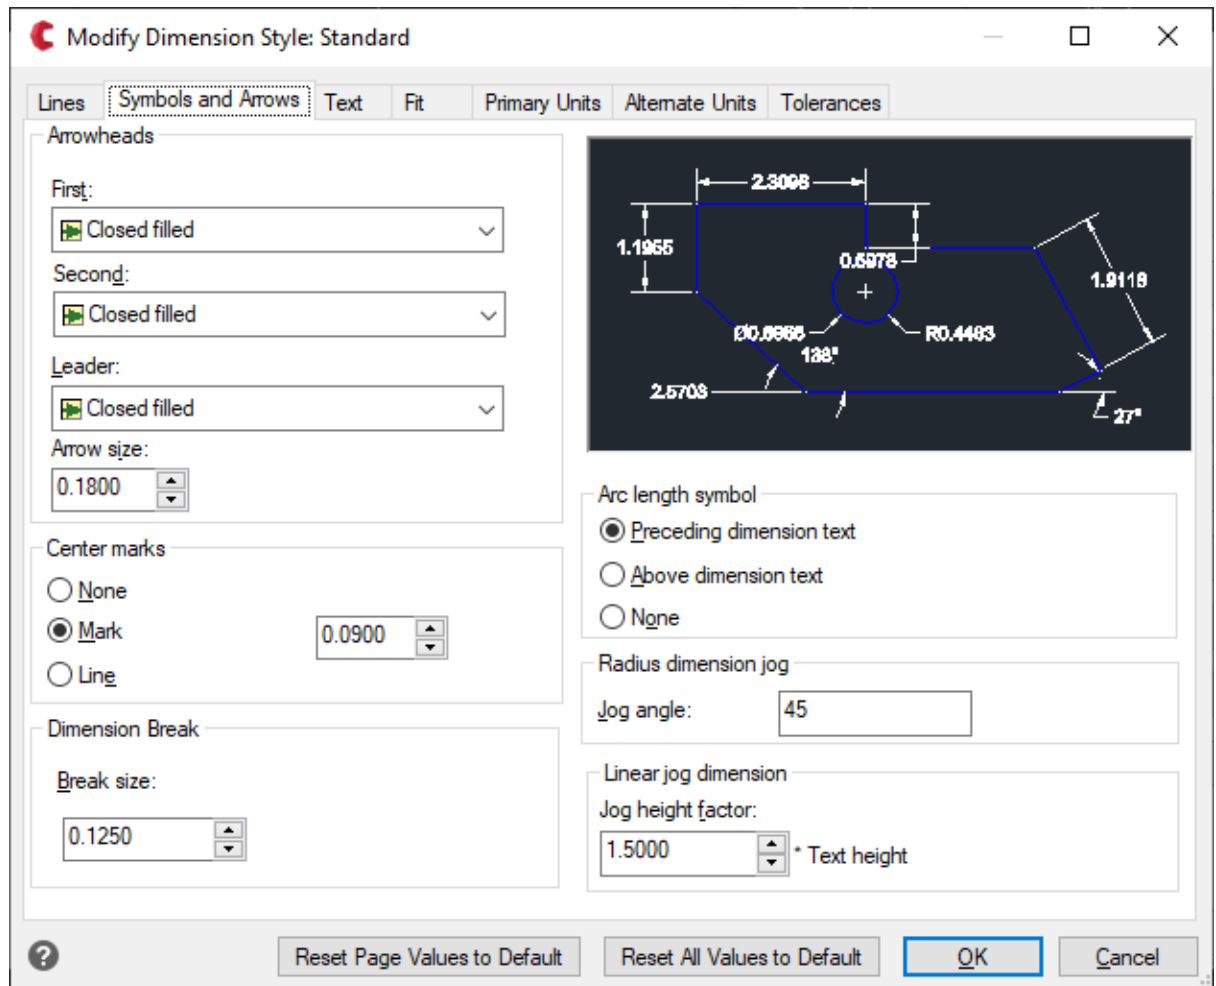 Modify Dimension Style: Standard
Lines Symbols and Arrows Text Fit Primary Units Alternate Units Tolerances
Arrowheads
First:
Closed filled
Second:
Closed filled
Leader:
Closed filled
Arrow size:
0.1800
Center marks
None
Mark 0.0900
Line
Dimension Break
Break size:
0.1250
2.3098
1.1955
0.5978
1.9118
Ø0.8966
R0.4483
138°
2.5703
27°
Arc length symbol
Preceding dimension text
Above dimension text
None
Radius dimension jog
Jog angle: 45
Linear jog dimension
Jog height factor:
1.5000 * Text height
? Reset Page Values to Default Reset All Values to Default OK Cancel